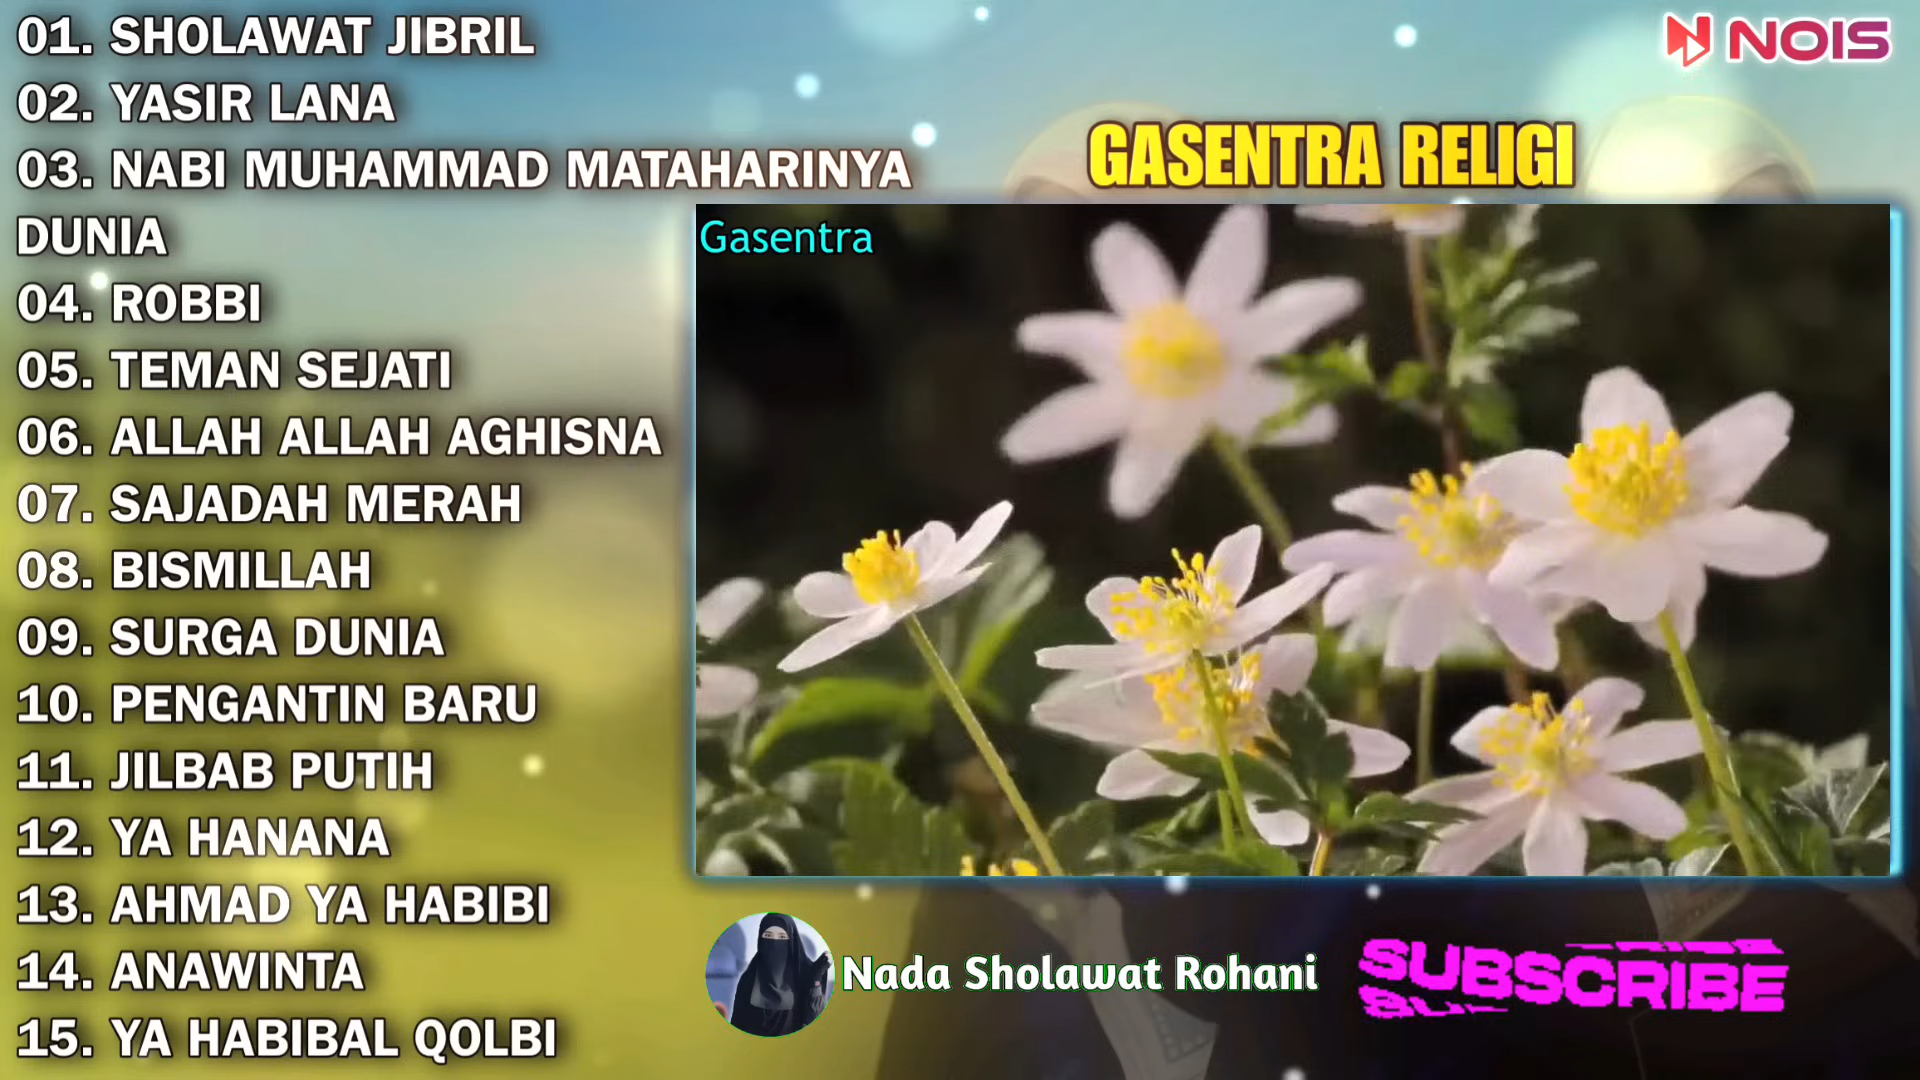 01. SHOLAWAT JIBRIL
02. YASIR LANA
03. NABI MUHAMMAD MATAHARINYA
DUNIA
04. ROBBI
05. TEMAN SEJATI
06. ALLAH ALLAH AGHISNA
07. SAJADAH MERAH
08. BISMILLAH
09. SURGA DUNIA
10. PENGANTIN BARU
11. JILBAB PUTIH
12. YA HANANA
13. AHMAD YA HABIBI
14. ANAWINTA
15. YA HABIBAL QOLBI
NOIS
GASENTRA RELIGI
Gasentra
Nada Sholawat Rohani
SUBSCRIBE